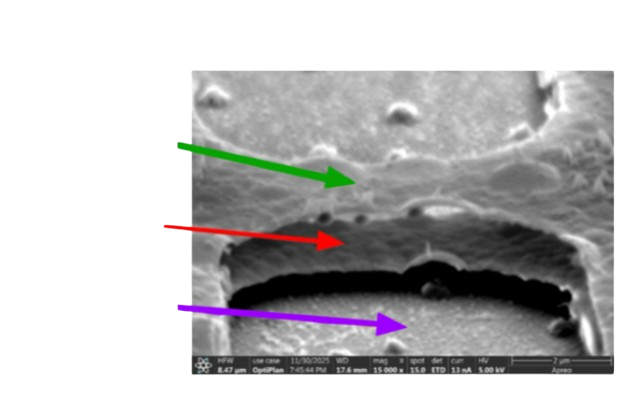 HFW use case 11/30/2025 WD mag spot det curr HV 2 µm
8.47 µm OptiPlan 7:45:44 PM 17.6 mm 15 000 x 15.0 ETD 13 nA 5.00 kV Apreo